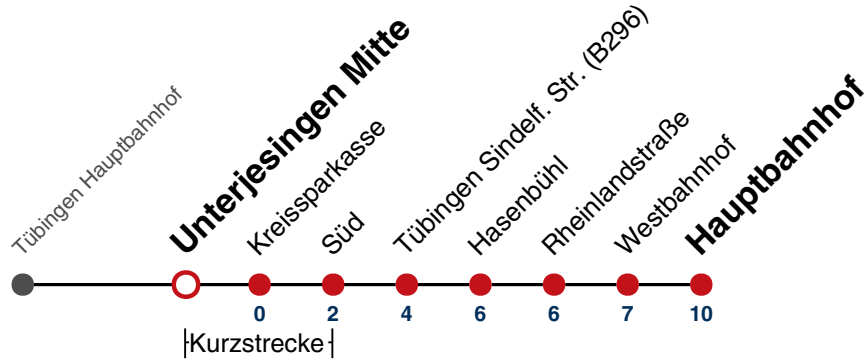 Tübingen Hauptbahnhof
Unterjesingen Mitte
Kreissparkasse
Süd
Tübingen Sindelf. Str. (B296)
Hasenbühl
Rheinlandstraße
Westbahnhof
Hauptbahnhof
0 2 4 6 6 7 10
Kurzstrecke